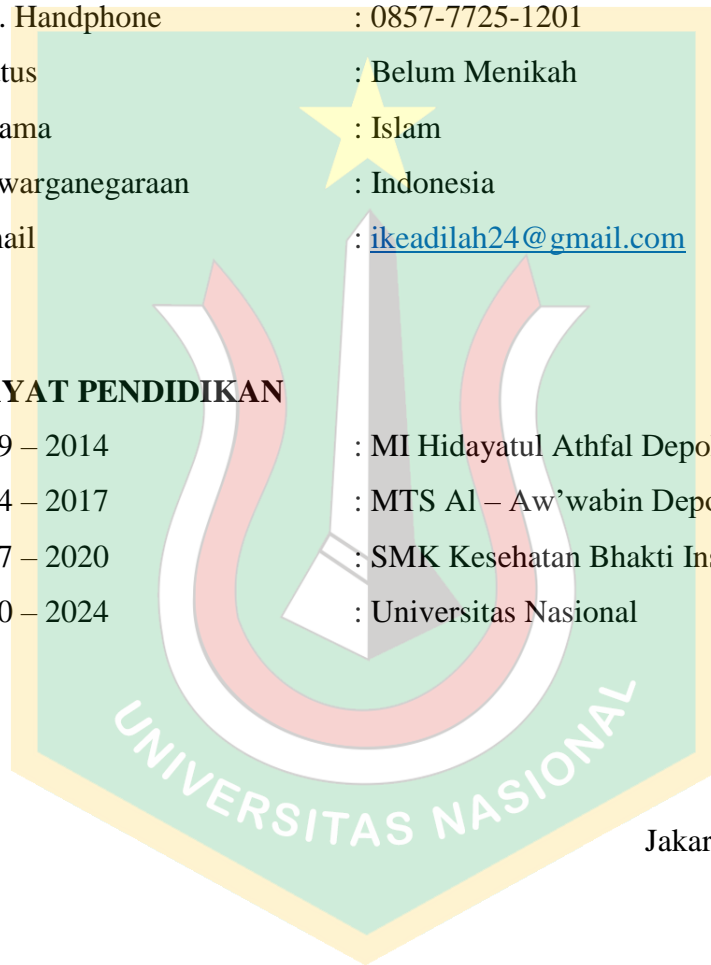 . Handphone : 0857-7725-1201
tus : Belum Menikah
ama : Islam
warganegaraan : Indonesia
ail : ikeadilah24@gmail.com
YAT PENDIDIKAN
9 – 2014 : MI Hidayatul Athfal Depo
4 – 2017 : MTS Al – Aw’wabin Depo
7 – 2020 : SMK Kesehatan Bhakti Ins
0 – 2024 : Universitas Nasional
UNIVERSITAS NASIONAL
Jakar